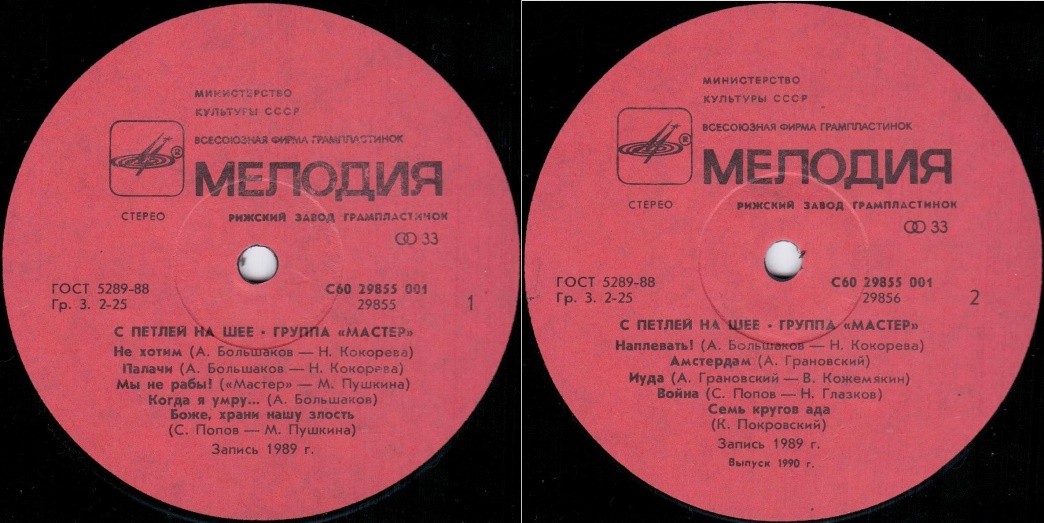 МИНИСТЕРСТВО
КУЛЬТУРЫ СССР
ВСЕСОЮЗНАЯ ФИРМА ГРАМПЛАСТИНОК
®
МЕЛОДИЯ
СТЕРЕО
РИЖСКИЙ ЗАВОД ГРАМПЛАСТИНОК
33
ГОСТ 5289-88
Гр. 3. 2-25
С60 29855 001
29855
1
С ПЕТЛЕЙ НА ШЕЕ • ГРУППА «МАСТЕР»
Не хотим (А. Большаков — Н. Кокорева)
Палачи (А. Большаков — Н. Кокорева)
Мы не рабы! («Мастер» — М. Пушкина)
Когда я умру... (А. Большаков)
Боже, храни нашу злость
(С. Попов — М. Пушкина)
Запись 1989 г.
МИНИСТЕРСТВО
КУЛЬТУРЫ СССР
ВСЕСОЮЗНАЯ ФИРМА ГРАМПЛАСТИНОК
®
МЕЛОДИЯ
СТЕРЕО
РИЖСКИЙ ЗАВОД ГРАМПЛАСТИНОК
33
ГОСТ 5289-88
Гр. 3. 2-25
С60 29855 001
29856
2
С ПЕТЛЕЙ НА ШЕЕ • ГРУППА «МАСТЕР»
Наплевать! (А. Большаков — Н. Кокорева)
Амстердам (А. Грановский)
Иуда (А. Грановский — В. Кожемякин)
Война (С. Попов — Н. Глазков)
Семь кругов ада
(К. Покровский)
Запись 1989 г.
Выпуск 1990 г.